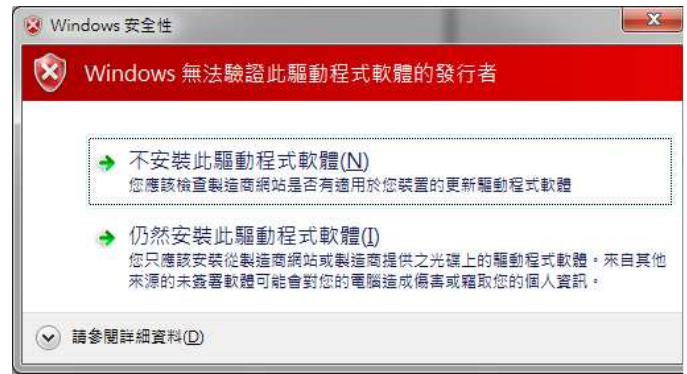 Windows 安全性
Windows 無法驗證此驅動程式軟體的發行者
不安裝此驅動程式軟體(N)
您應該檢查製造商網站是否有適用於您裝置的更新驅動程式軟體
仍然安裝此驅動程式軟體(I)
您只應該安裝從製造商網站或製造商提供之光碟上的驅動程式軟體。來自其他
來源的未簽署軟體可能會對您的電腦造成傷害或竊取您的個人資訊。
請參閱詳細資料(D)